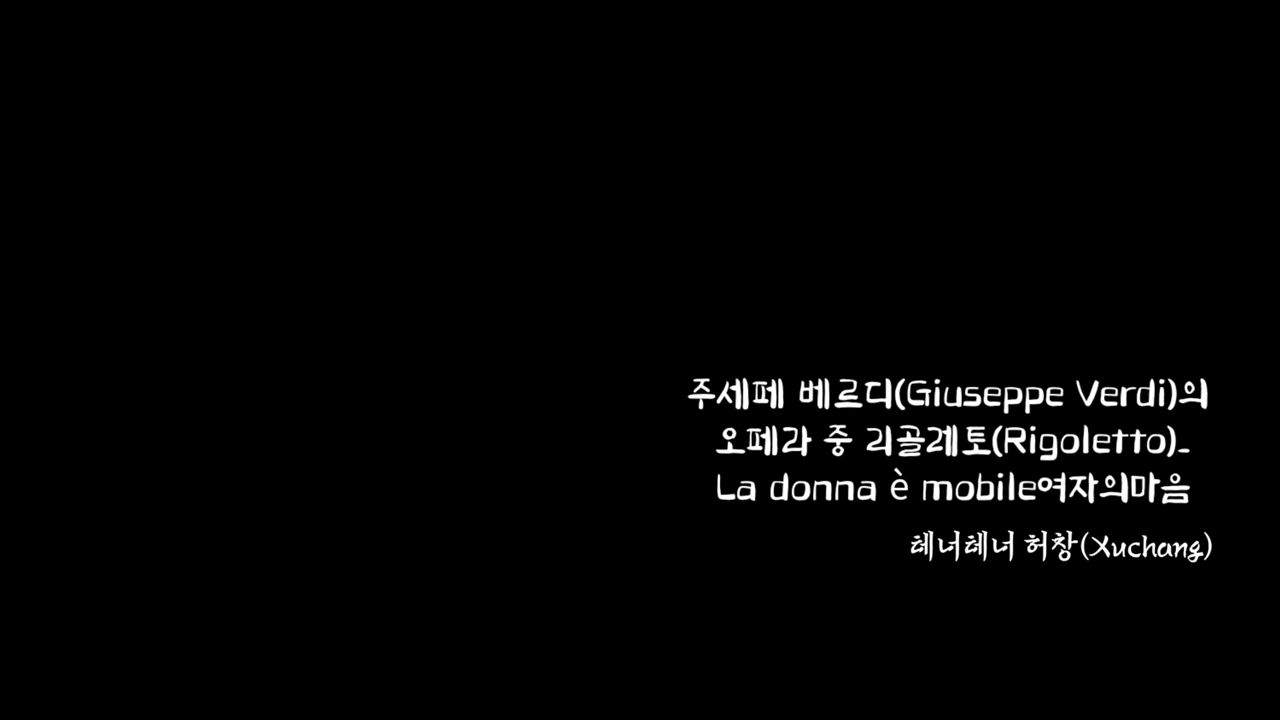 주세페 베르디(Giuseppe Verdi)의
오페라 중 리골레토(Rigoletto)-
La donna è mobile여자의마음
테너테너 허창(Xuchang)